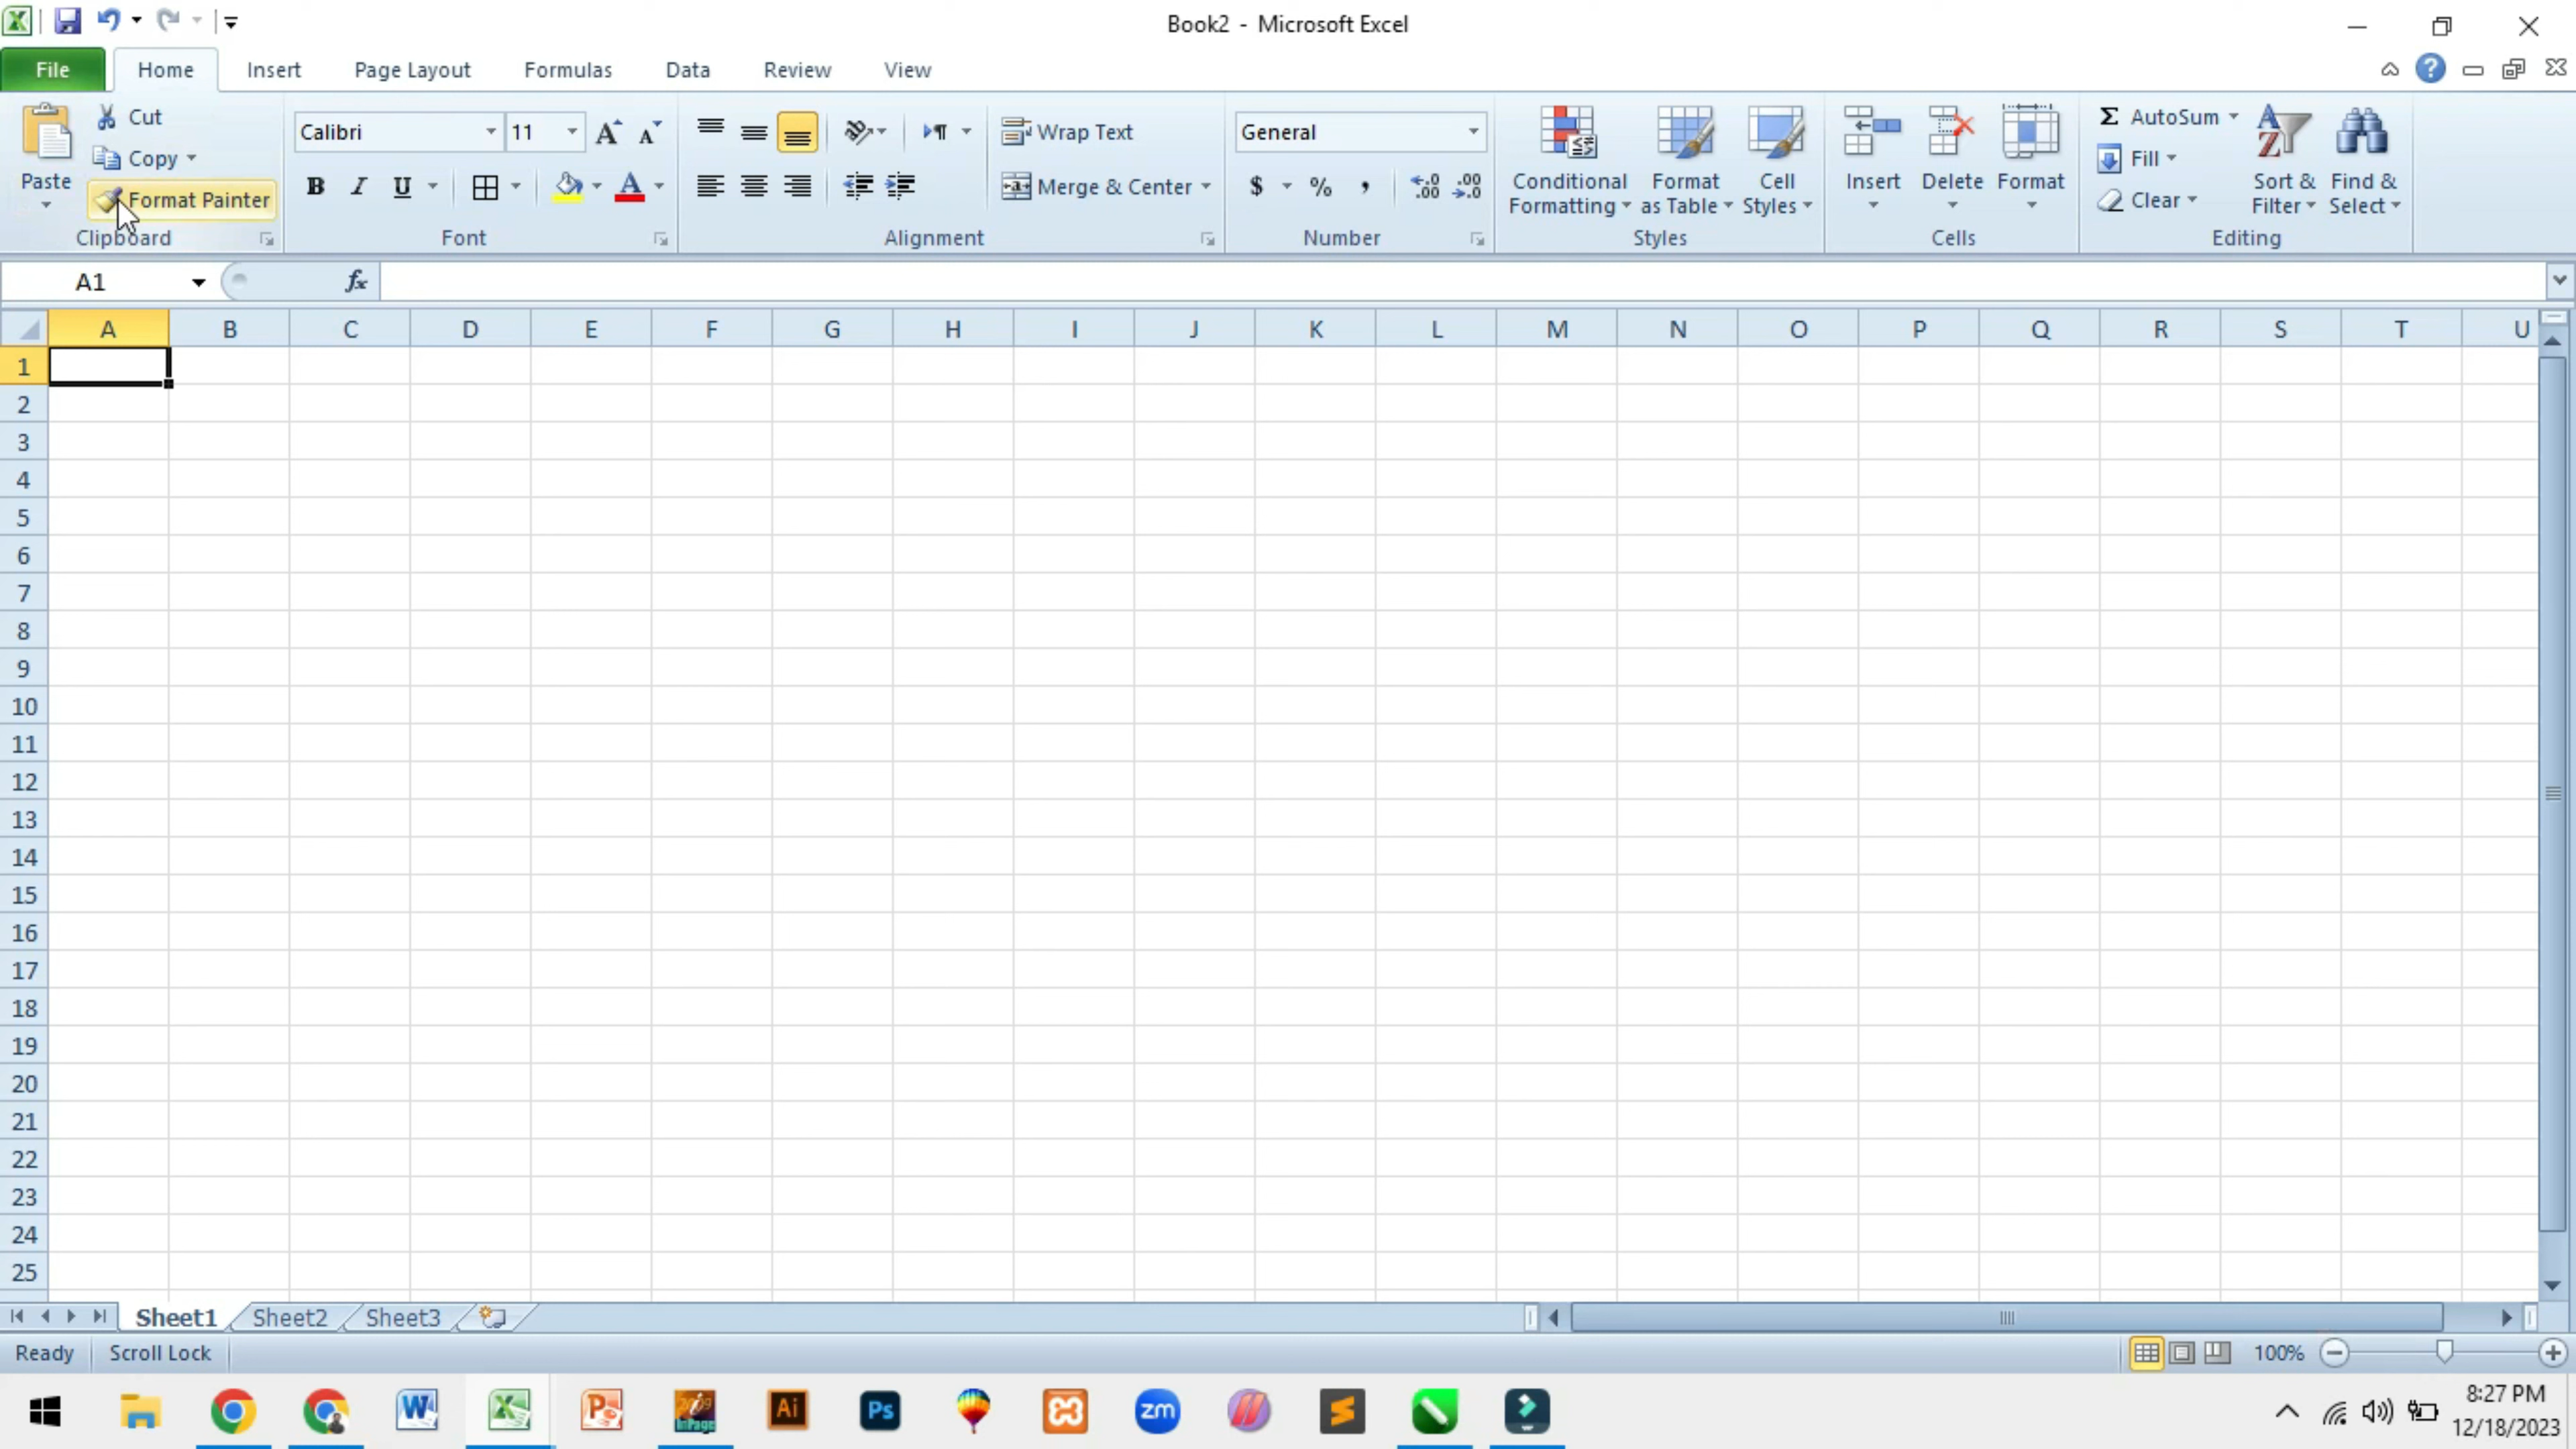 Book2 - Microsoft Excel
File Home Insert Page Layout Formulas Data Review View
Paste
Cut
Copy
Format Painter
Clipboard
Calibri 11
B I U A
Font
Wrap Text
Merge & Center
Alignment
General
$ % ,
Number
Conditional Formatting
Format as Table
Cell Styles
Styles
Insert
Delete
Format
Cells
Σ AutoSum
Fill
Clear
Sort & Filter
Find & Select
Editing
A1 fx
A B C D E F G H I J K L M N O P Q R S T U
1
2
3
4
5
6
7
8
9
10
11
12
13
14
15
16
17
18
19
20
21
22
23
24
25
Sheet1 Sheet2 Sheet3
Ready Scroll Lock 100%
Ai Ps zm
8:27 PM
12/18/2023